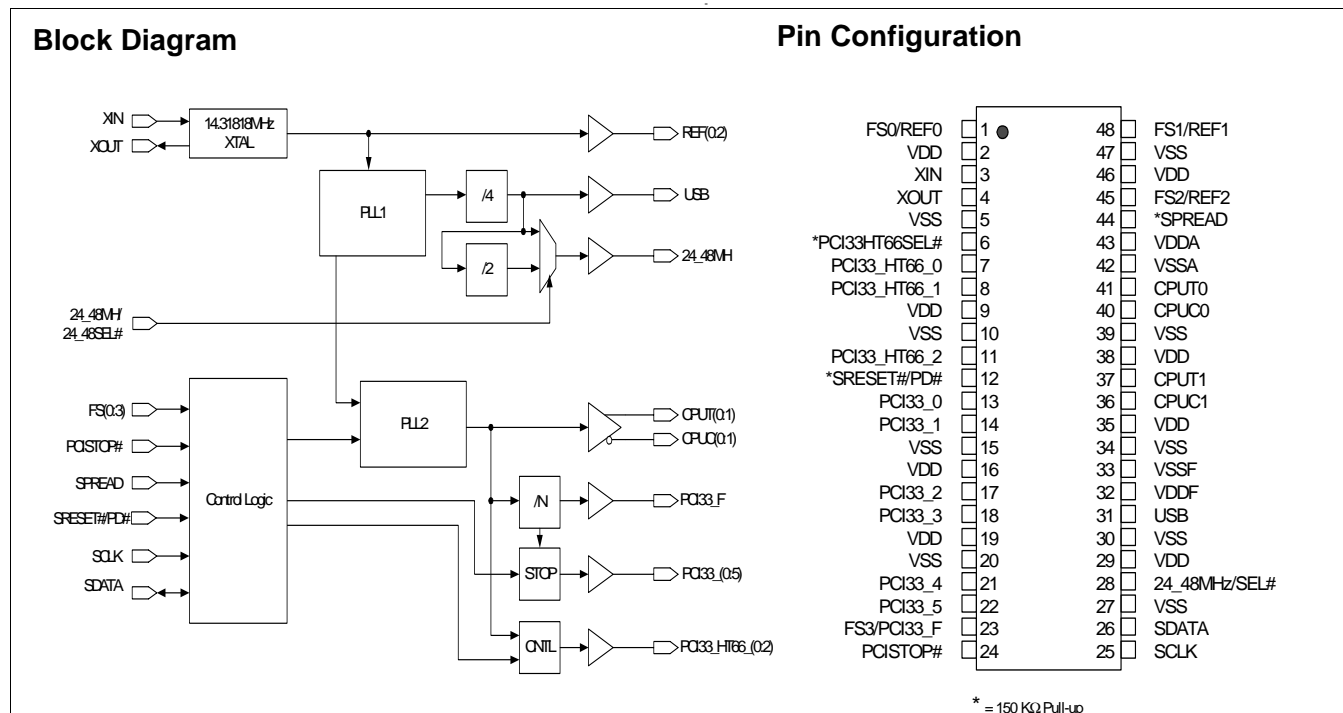 Block Diagram
XIN
XOUT
14.31818MHz
XTAL
REF(0:2)
PLL1
/4
USB
/2
24_48MH
24_48MH/
24_48SEL#
FS(0:3)
PCISTOP#
SPREAD
SRESET#/PD#
SCLK
SDATA
Control Logic
PLL2
CPUT(0:1)
CPUC(0:1)
/N
PCI33_F
STOP
PCI33_(0:5)
CNTL
PCI33_HT66_(0:2)
Pin Configuration
FS0/REF0 1 48 FS1/REF1
VDD 2 47 VSS
XIN 3 46 VDD
XOUT 4 45 FS2/REF2
VSS 5 44 *SPREAD
*PCI33HT66SEL# 6 43 VDDA
PCI33_HT66_0 7 42 VSSA
PCI33_HT66_1 8 41 CPUT0
VDD 9 40 CPUC0
VSS 10 39 VSS
PCI33_HT66_2 11 38 VDD
*SRESET#/PD# 12 37 CPUT1
PCI33_0 13 36 CPUC1
PCI33_1 14 35 VDD
VSS 15 34 VSS
VDD 16 33 VSSF
PCI33_2 17 32 VDDF
PCI33_3 18 31 USB
VDD 19 30 VSS
VSS 20 29 VDD
PCI33_4 21 28 24_48MHz/SEL#
PCI33_5 22 27 VSS
FS3/PCI33_F 23 26 SDATA
PCISTOP# 24 25 SCLK
* = 150 KΩ Pull-up